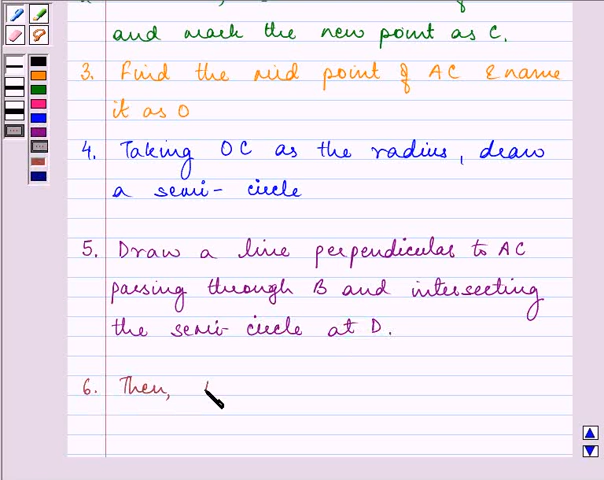 and mark the new point as C.
3. Find the mid point of AC & name
it as O
4. Taking OC as the radius, draw
a semi-circle
5. Draw a line perpendicular to AC
passing through B and intersecting
the semi-circle at D.
6. Then,